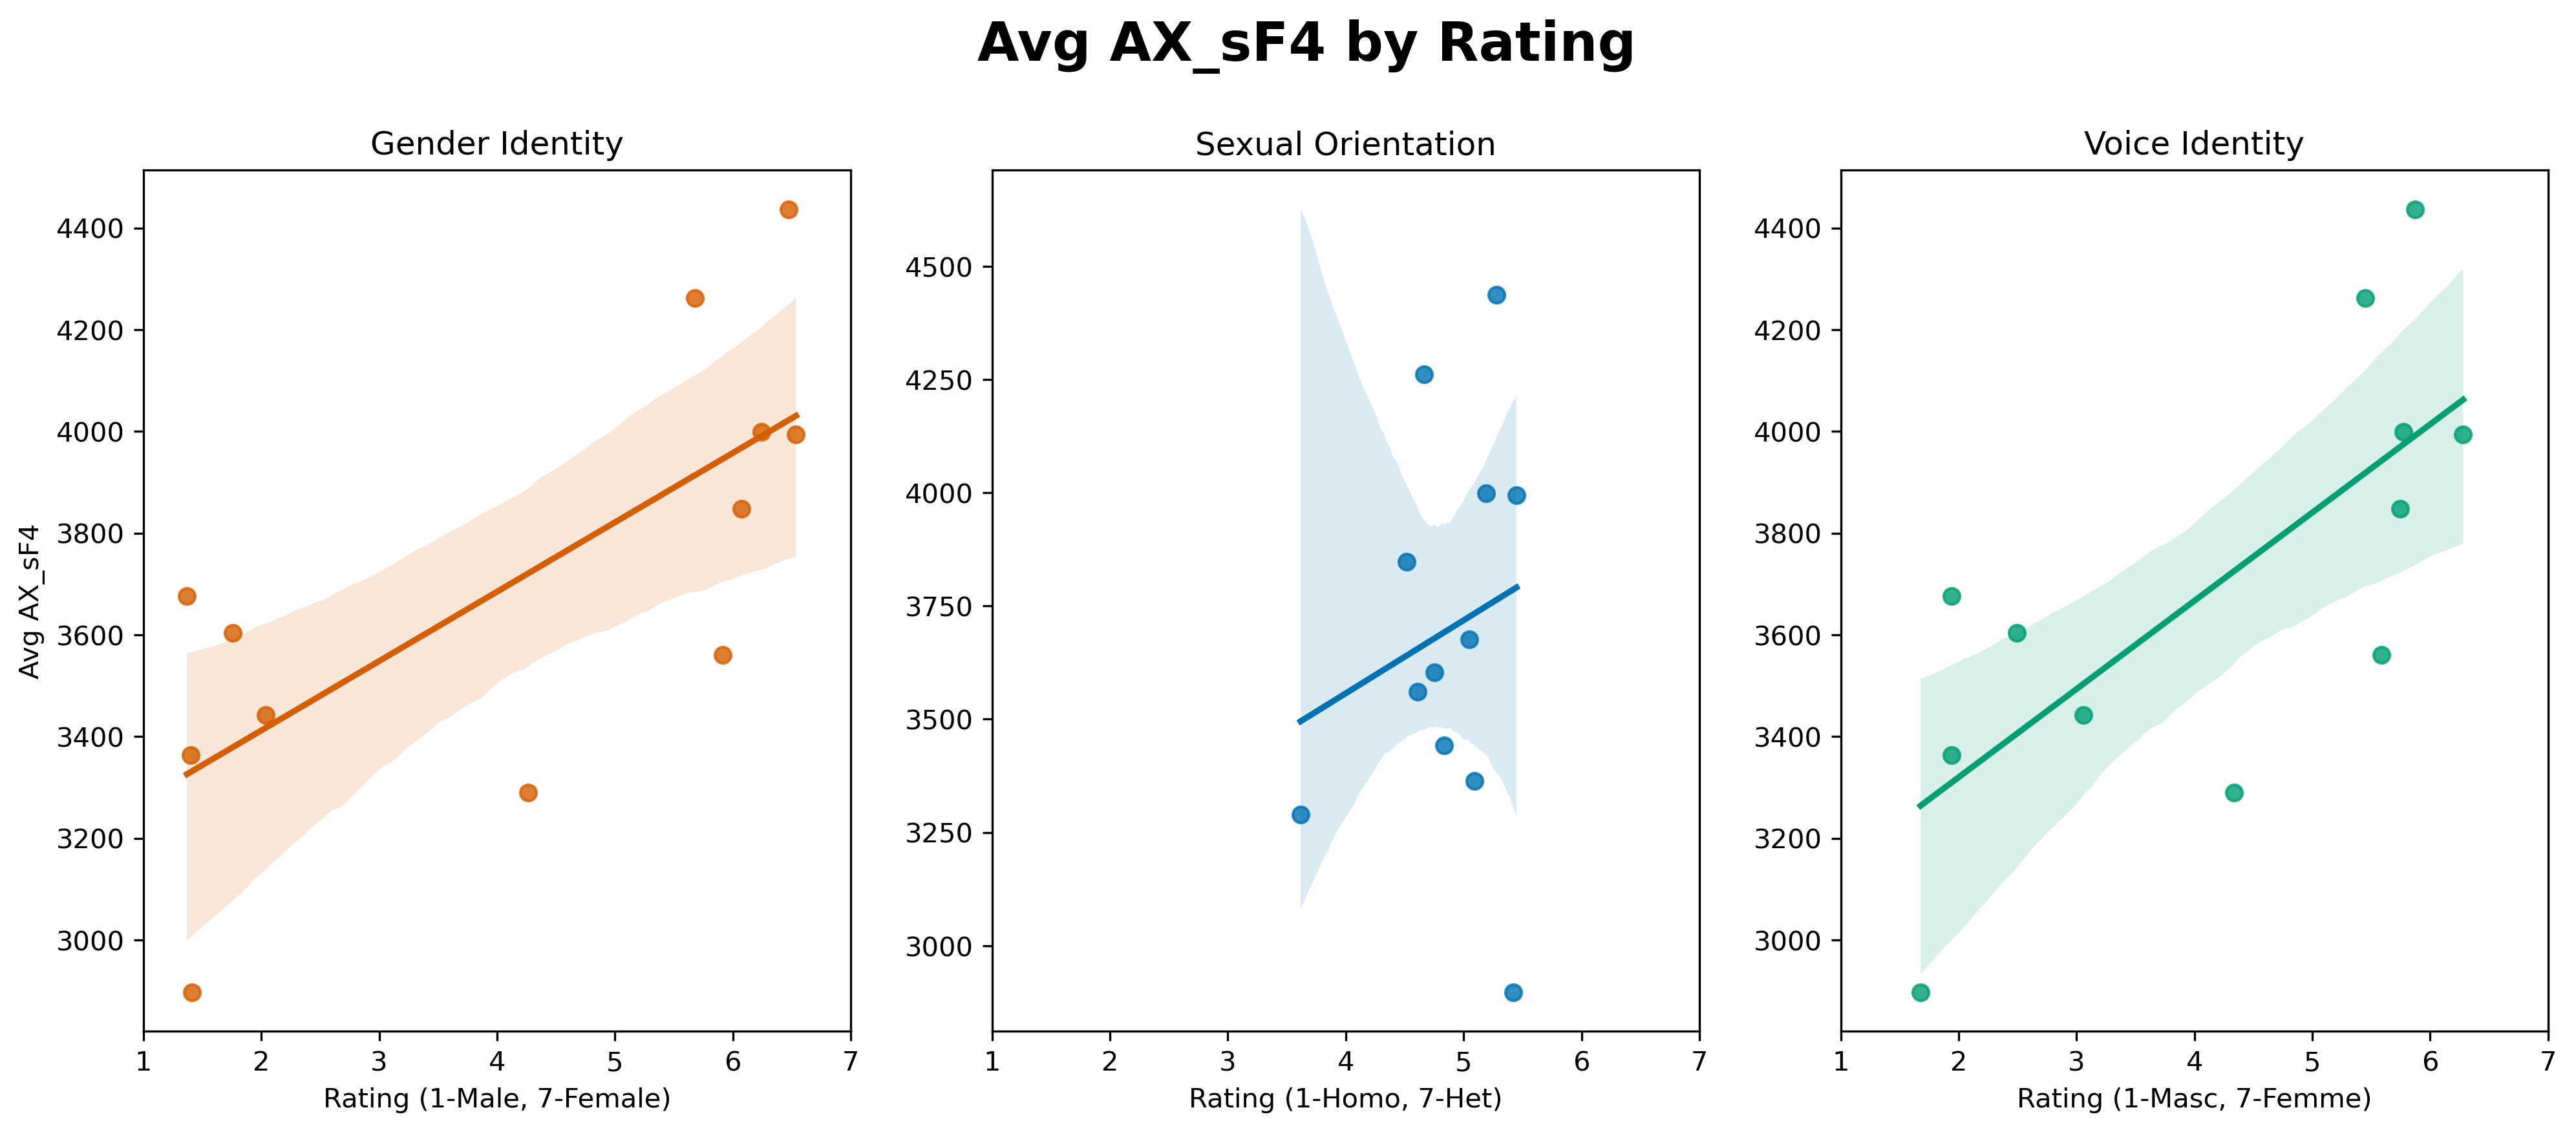 Avg AX_sF4 by Rating
Gender Identity
Sexual Orientation
Voice Identity
4400
4200
4000
3800
3600
3400
3200
3000
Avg AX_sF4
1 2 3 4 5 6 7
Rating (1-Male, 7-Female)
4500
4250
4000
3750
3500
3250
3000
1 2 3 4 5 6 7
Rating (1-Homo, 7-Het)
4400
4200
4000
3800
3600
3400
3200
3000
1 2 3 4 5 6 7
Rating (1-Masc, 7-Femme)